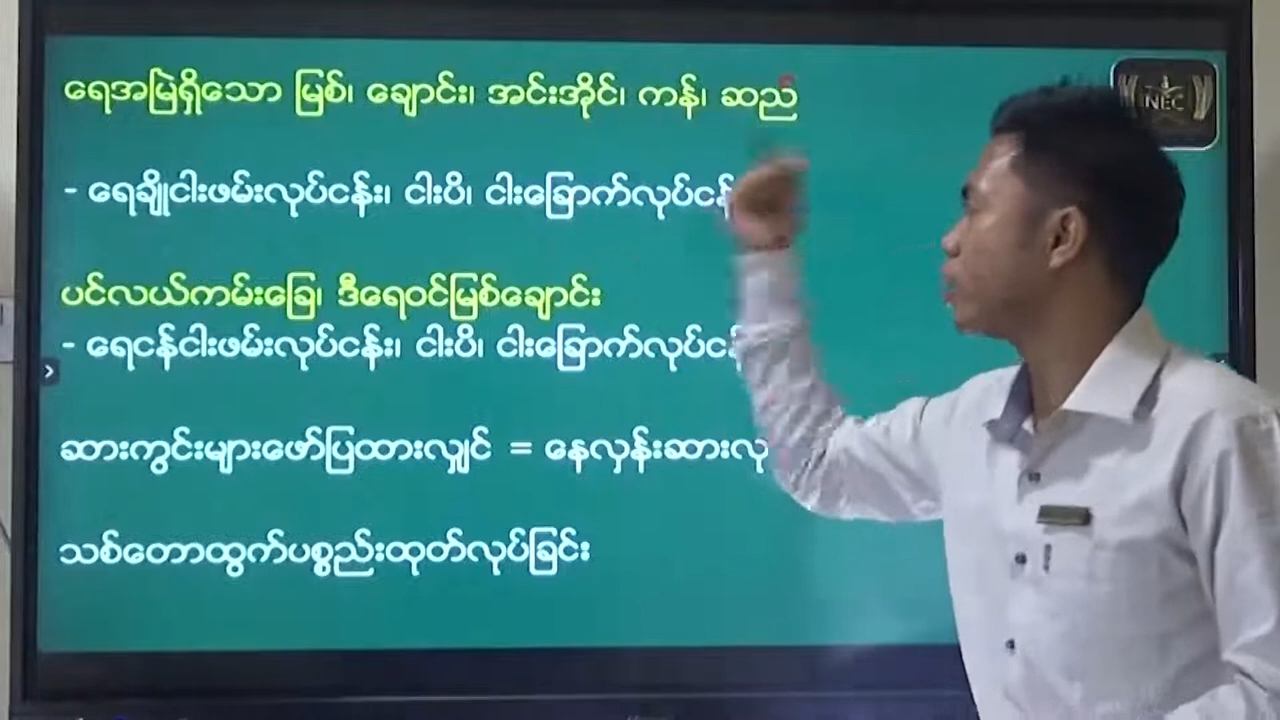 ရေအမြဲရှိသော မြစ်၊ ချောင်း၊ အင်းအိုင်၊ ကန်၊ ဆည်
NEC
- ရေချိုငါးဖမ်းလုပ်ငန်း၊ ငါးပိ၊ ငါးခြောက်လုပ်ငန်
ပင်လယ်ကမ်းခြေ၊ ဒီရေဝင်မြစ်ချောင်း
- ရေငန်ငါးဖမ်းလုပ်ငန်း၊ ငါးပိ၊ ငါးခြောက်လုပ်ငန်
ဆားကွင်းများဖော်ပြထားလျှင် = နေလှန်းဆားလု
သစ်တောထွက်ပစ္စည်းထုတ်လုပ်ခြင်း